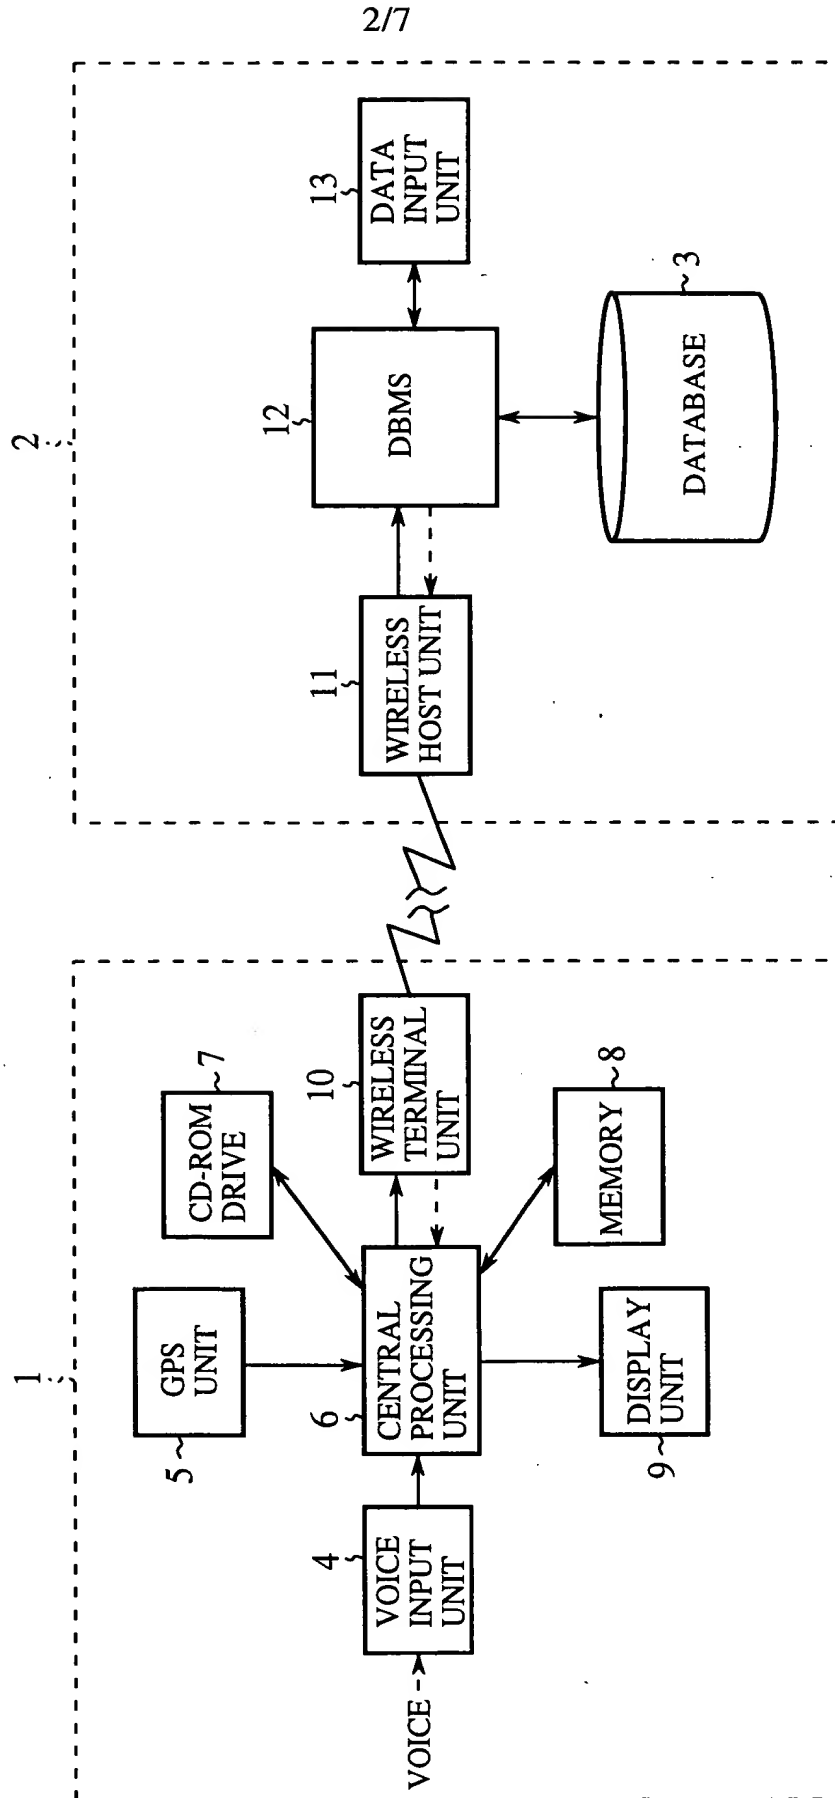 2/7
1
2
VOICE
4
VOICE
INPUT
UNIT
5
GPS
UNIT
6
CENTRAL
PROCESSING
UNIT
7
CD-ROM
DRIVE
8
MEMORY
9
DISPLAY
UNIT
10
WIRELESS
TERMINAL
UNIT
11
WIRELESS
HOST UNIT
12
DBMS
13
DATA
INPUT
UNIT
3
DATABASE